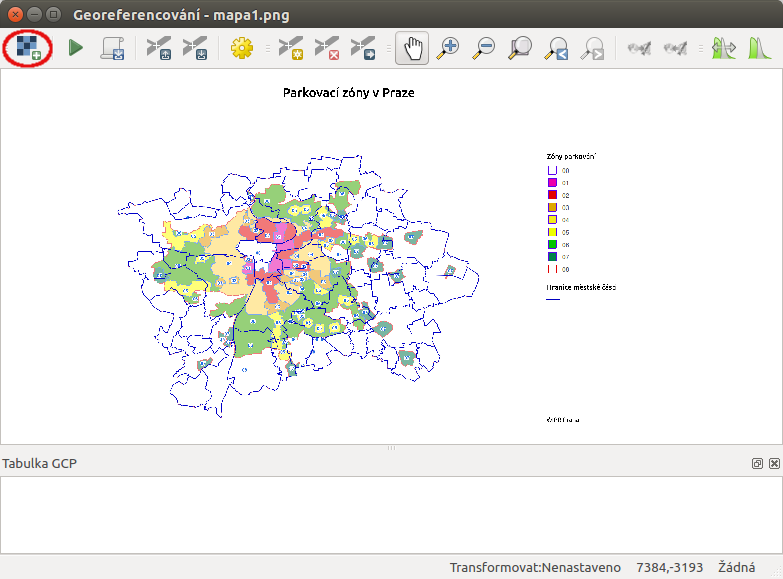 Georeferencování - mapa1.png
Parkovací zóny v Praze
Zóny parkování
00
01
02
03
04
05
06
07
00
Hranice městské části
Tabulka GCP
Transformovat:Nenastaveno 7384,-3193 Žádná